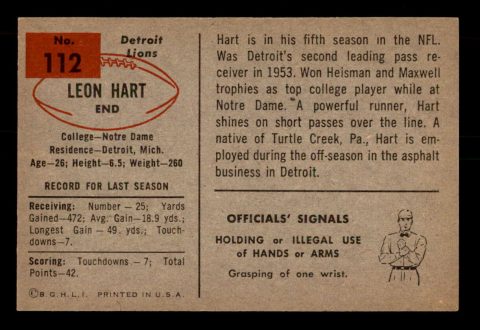 No.
112
Detroit
Lions
LEON HART
END
College—Notre Dame
Residence—Detroit, Mich.
Age-26; Height-6.5; Weight-260
RECORD FOR LAST SEASON
Receiving: Number – 25; Yards
Gained-472; Avg. Gain-18.9 yds.;
Longest Gain – 49 yds.; Touch-
downs-7.
Scoring: Touchdowns – 7; Total
Points-42.
© B.G.H.L.I. PRINTED IN U.S.A.
Hart is in his fifth season in the NFL.
Was Detroit's second leading pass re-
ceiver in 1953. Won Heisman and Maxwell
trophies as top college player while at
Notre Dame. A powerful runner, Hart
shines on short passes over the line. A
native of Turtle Creek, Pa., Hart is em-
ployed during the off-season in the asphalt
business in Detroit.
OFFICIALS' SIGNALS
HOLDING or ILLEGAL USE
of HANDS or ARMS
Grasping of one wrist.